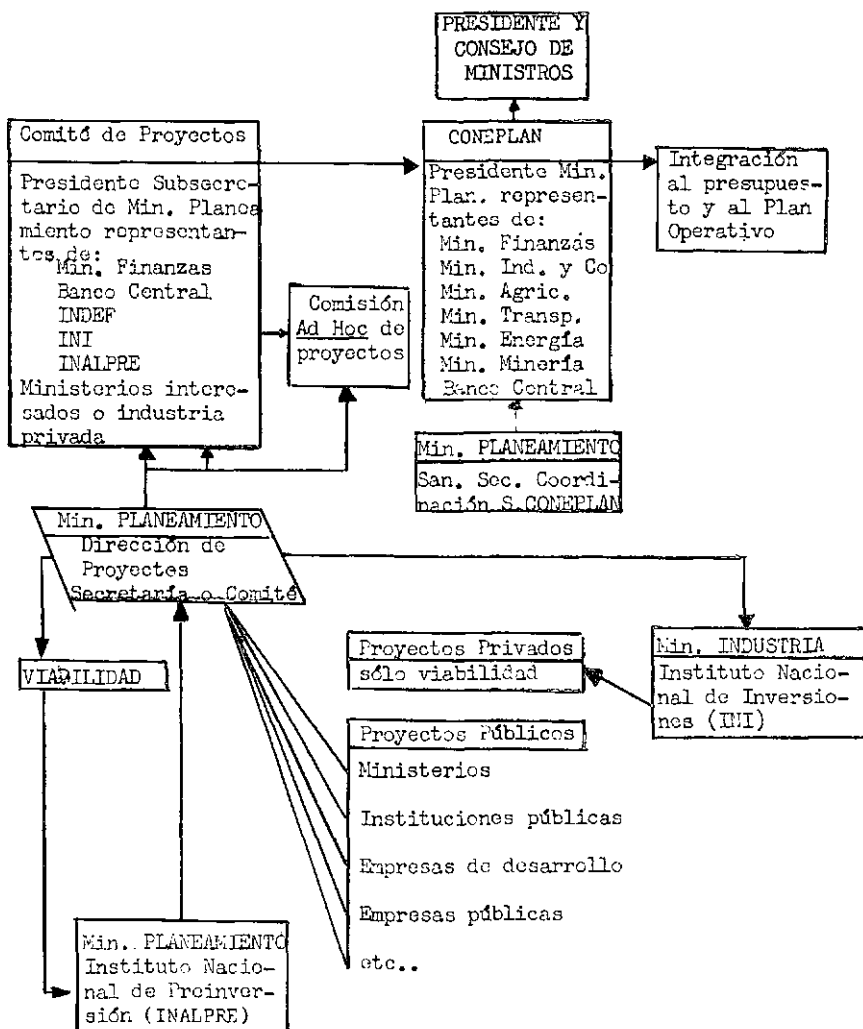 PRESIDENTE Y
CONSEJO DE
MINISTROS
Comité de Proyectos
Presidente Subsecre-
tario de Min. Planea
miento representan-
tes de:
Min. Finanzas
Banco Central
INDEF
INI
INALPRE
Ministerios intere-
sados o industria
privada
Comisión
Ad Hoc de
proyectos
CONEPLAN
Presidente Min.
Plan. represen-
tantes de:
Min. Finanzas
Min. Ind. y Co
Min. Agric.
Min. Transp.
Min. Energía
Min. Minería
Banco Central
Integración
al presupues-
to y al Plan
Operativo
Min. PLANEAMIENTO
San. Sec. Coordi-
nación S.CONEPLAN
Min. PLANEAMIENTO
Dirección de
Proyectos
Secretaría o Comité
VIABILIDAD
Proyectos Privados
sólo viabilidad
Min. INDUSTRIA
Instituto Nacio-
nal de Inversio-
nes (INI)
Proyectos Públicos
Ministerios
Instituciones públicas
Empresas de desarrollo
Empresas públicas
etc..
Min. PLANEAMIENTO
Instituto Nacio-
nal de Preinver-
sión (INALPRE)